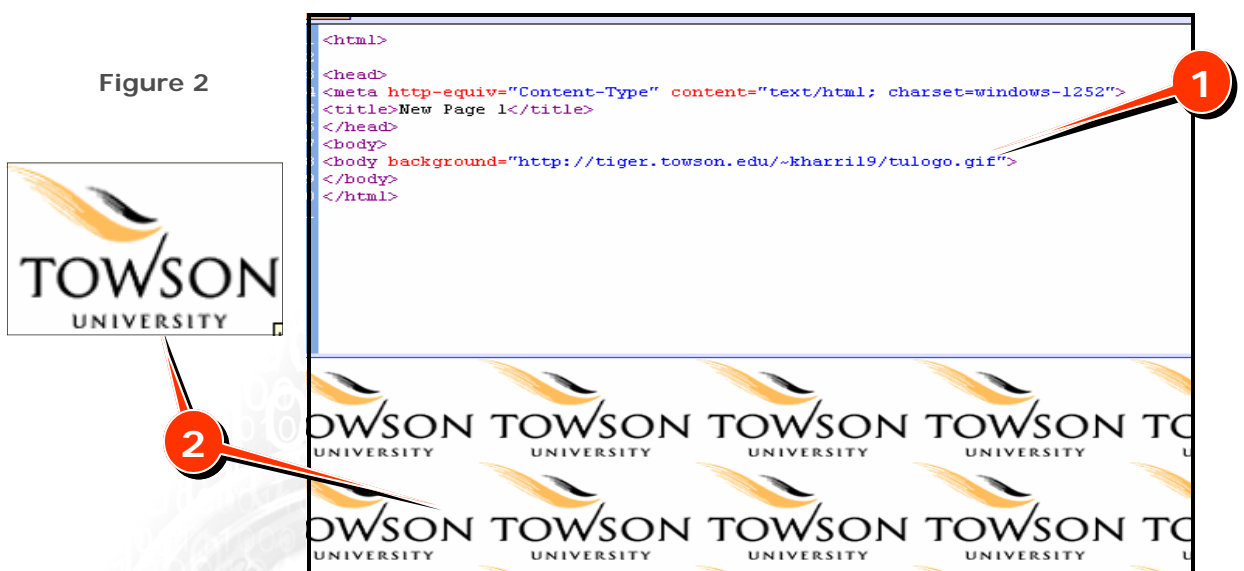 Figure 2
<html>
<head>
<meta http-equiv="Content-Type" content="text/html; charset=windows-1252">
<title>New Page 1</title>
</head>
<body>
<body background="http://tiger.towson.edu/~kharri19/tulogo.gif">
</body>
</html>
1
TOWSON
UNIVERSITY
2
OWSON TOWSON TOWSON TOWSON TO
UNIVERSITY UNIVERSITY UNIVERSITY UNIVERSITY U
OWSON TOWSON TOWSON TOWSON TO
UNIVERSITY UNIVERSITY UNIVERSITY UNIVERSITY U